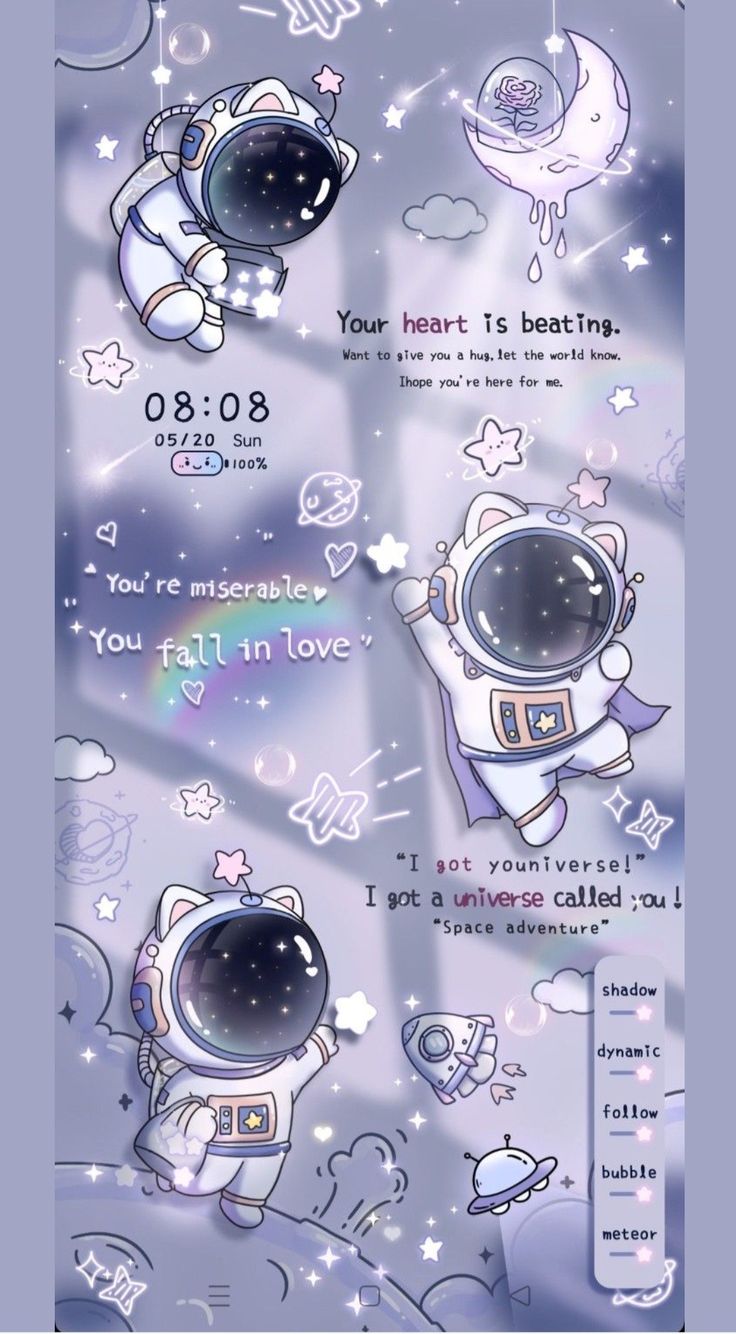 Your heart is beating.
Want to give you a hug, let the world know.
Ihope you're here for me.
08:08
05/20 Sun
100%
You're miserable
You fall in love"
“I got youniverse!”
I got a universe called you!
“Space adventure”
shadow
dynamic
follow
bubble
meteor